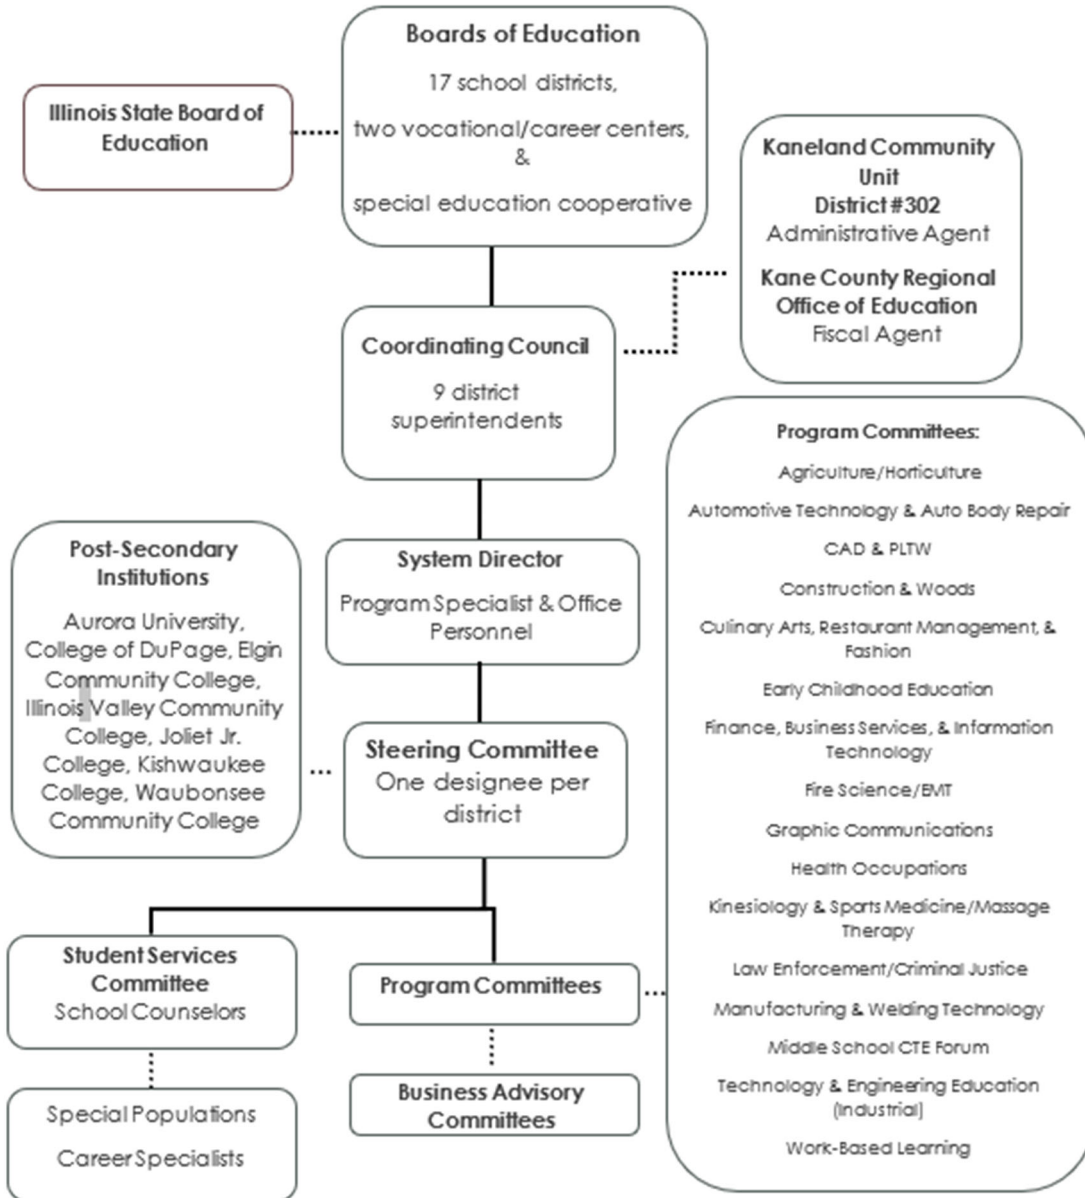 Boards of Education
17 school districts,
two vocational/career centers,
&
special education cooperative
Illinois State Board of
Education
Kaneland Community
Unit
District #302
Administrative Agent
Kane County Regional
Office of Education
Fiscal Agent
Coordinating Council
9 district
superintendents
System Director
Program Specialist & Office
Personnel
Post-Secondary
Institutions
Aurora University,
College of DuPage, Elgin
Community College,
Illinois Valley Community
College, Joliet Jr.
College, Kishwaukee
College, Waubonsee
Community College
Steering Committee
One designee per
district
Student Services
Committee
School Counselors
Special Populations
Career Specialists
Program Committees
Business Advisory
Committees
Program Committees:
Agriculture/Horticulture
Automotive Technology & Auto Body Repair
CAD & PLTW
Construction & Woods
Culinary Arts, Restaurant Management, &
Fashion
Early Childhood Education
Finance, Business Services, & Information
Technology
Fire Science/EMT
Graphic Communications
Health Occupations
Kinesiology & Sports Medicine/Massage
Therapy
Law Enforcement/Criminal Justice
Manufacturing & Welding Technology
Middle School CTE Forum
Technology & Engineering Education
(Industrial)
Work-Based Learning